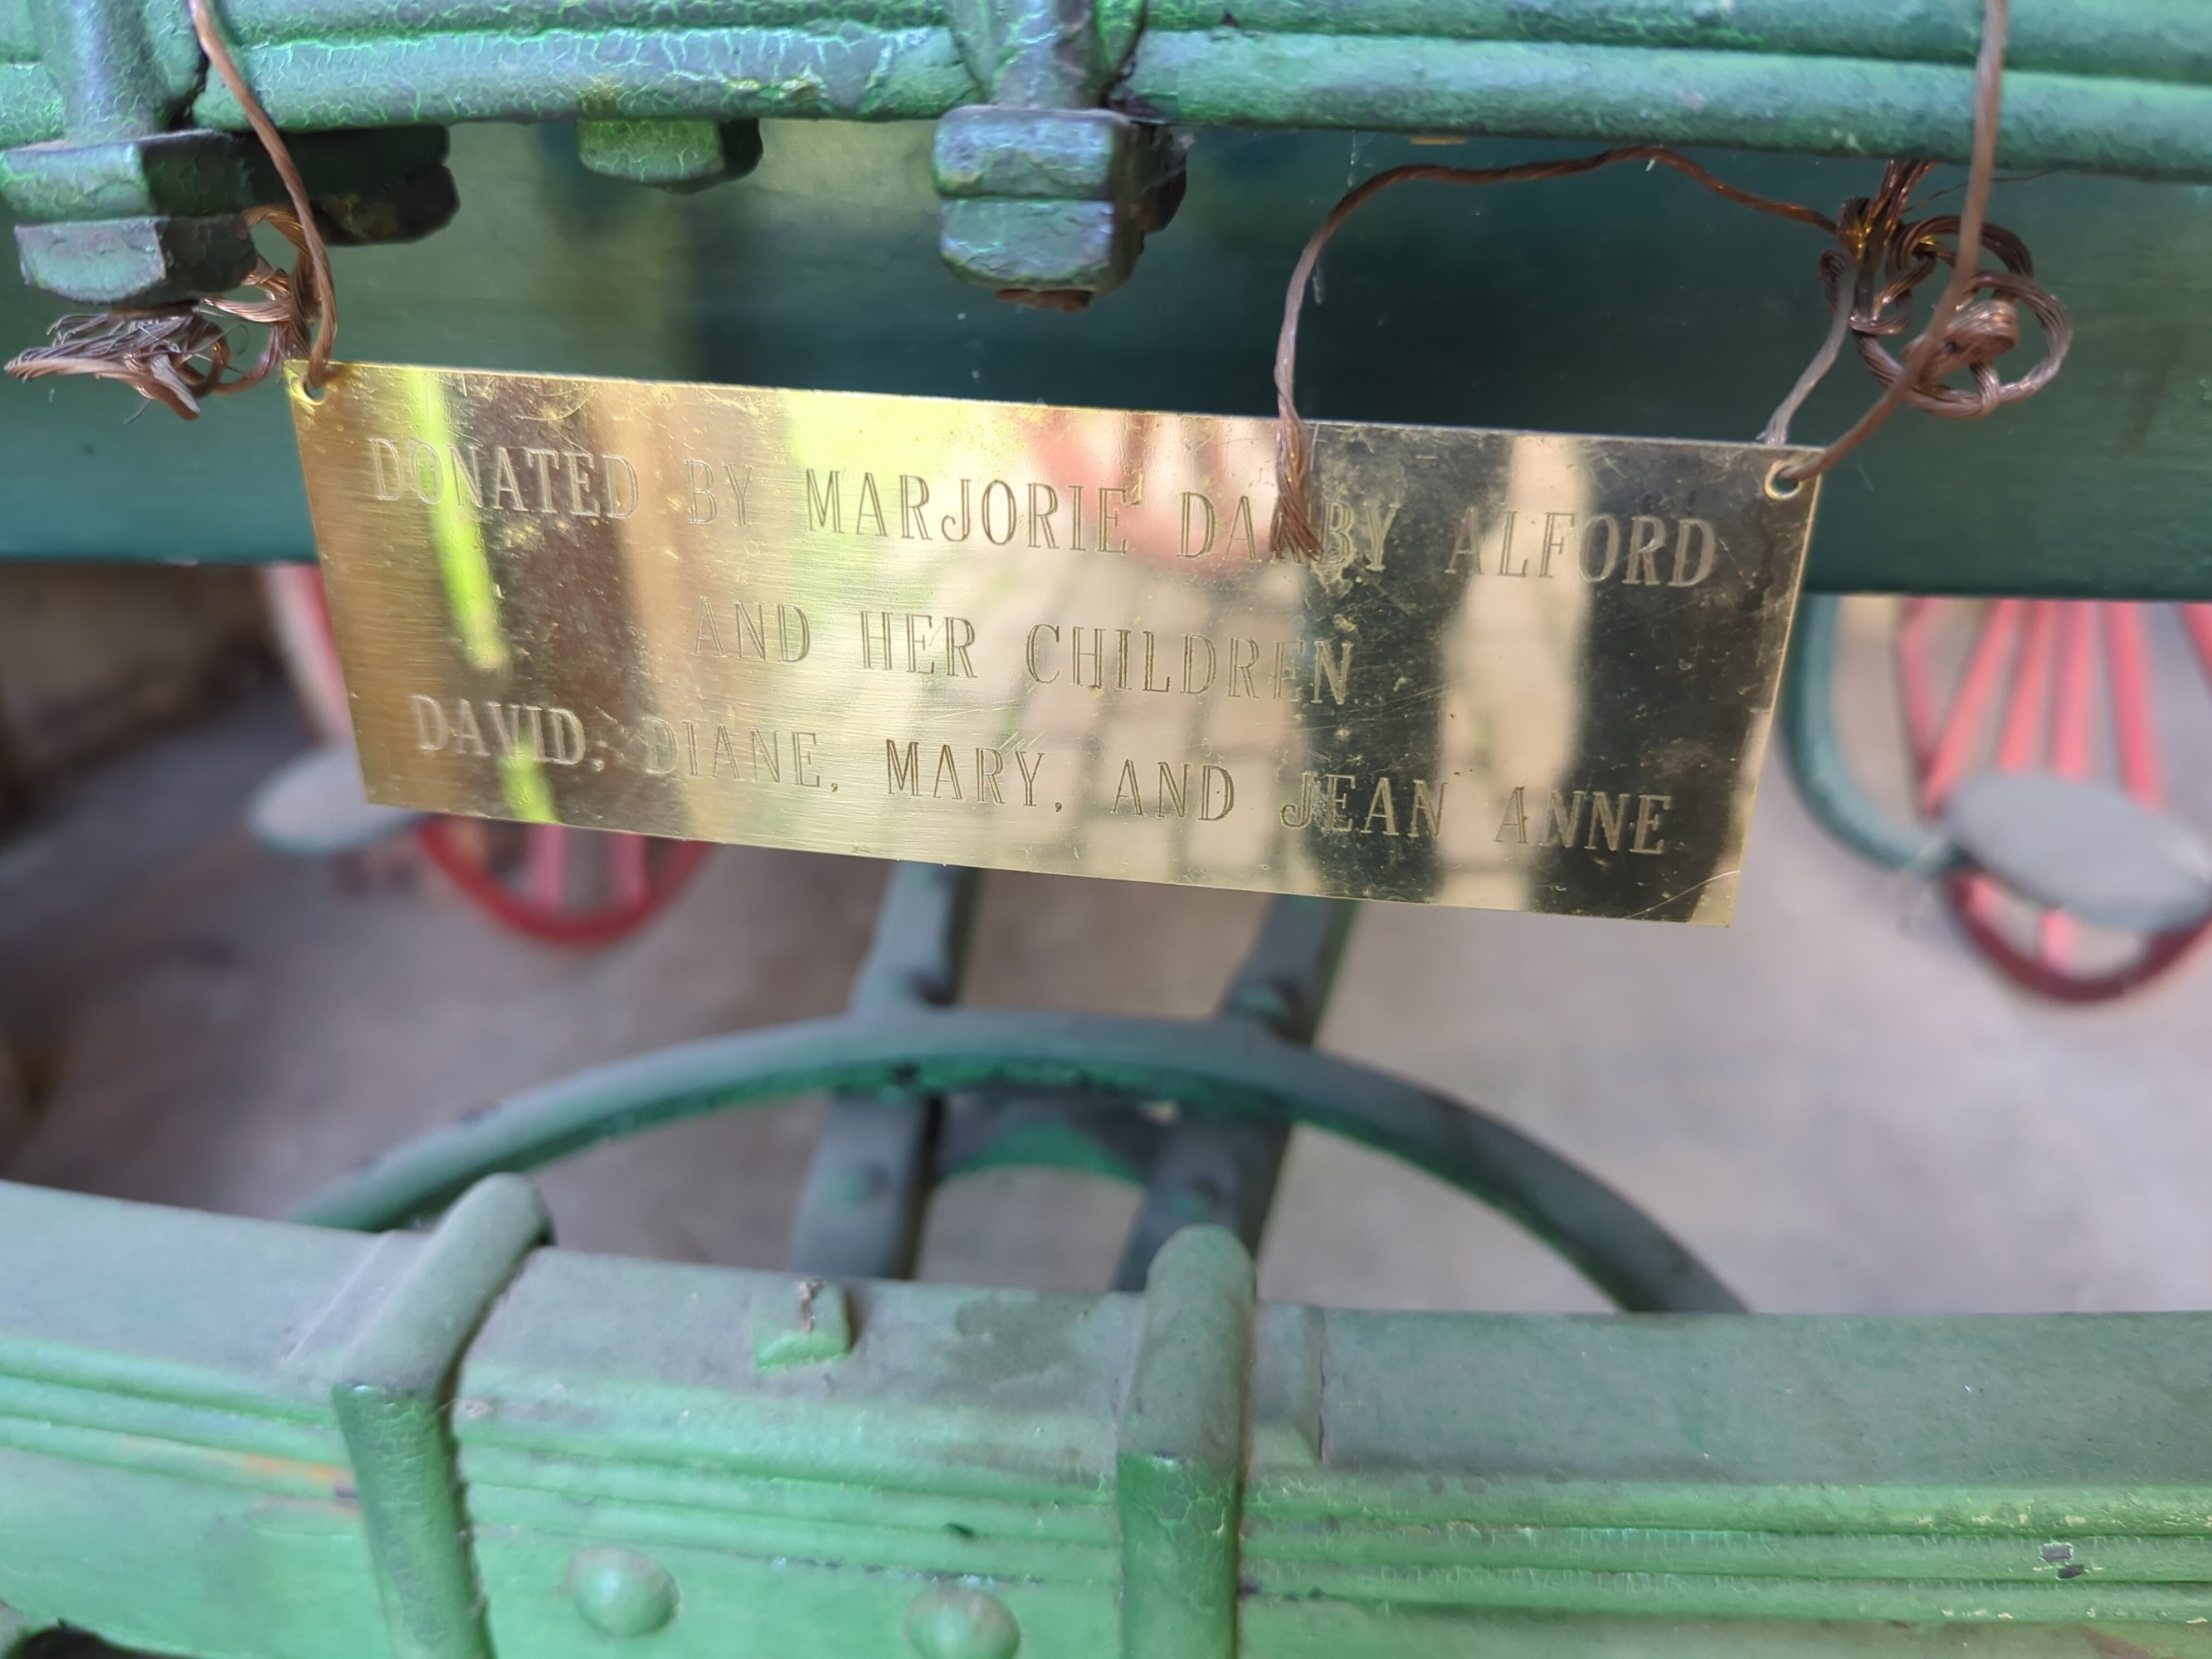 DONATED BY MARJORIE ALFORD
AND HER CHILDREN
DAVID, DIANE, MARY, AND JEAN ANNE